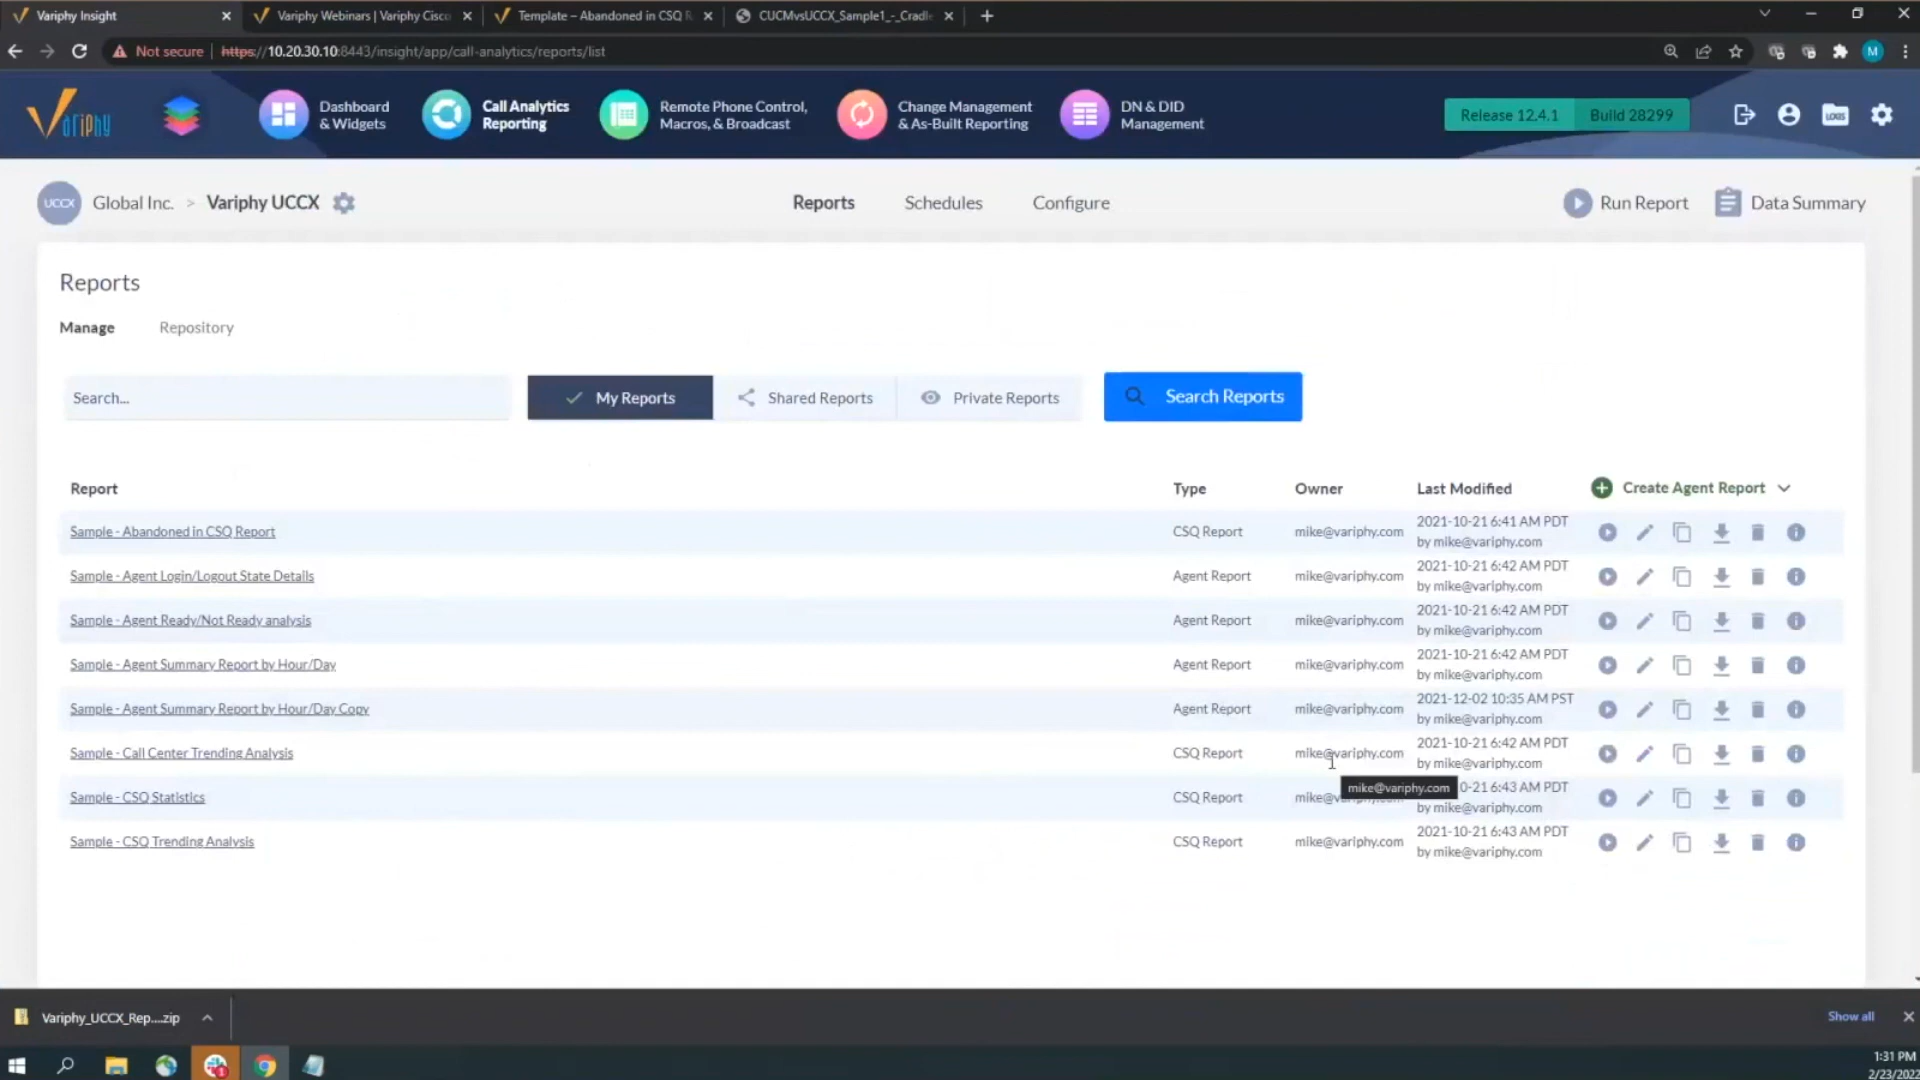 Variphy Insight
Variphy Webinars | Variphy Cisco
Template – Abandoned in CSQ R
CUCMvsUCCX_Sample1_-_Cradle
Not secure https://10.20.30.10:8443/insight/app/call-analytics/reports/list
M
Variphy
Dashboard
& Widgets
Call Analytics
Reporting
Remote Phone Control,
Macros, & Broadcast
Change Management
& As-Built Reporting
DN & DID
Management
Release 12.4.1 Build 28299
LOGS
UCCX Global Inc. > Variphy UCCX
Reports Schedules Configure
Run Report Data Summary
Reports
Manage Repository
Search... My Reports Shared Reports Private Reports Search Reports
Report Type Owner Last Modified Create Agent Report
Sample - Abandoned in CSQ Report CSQ Report mike@variphy.com 2021-10-21 6:41 AM PDT
by mike@variphy.com
Sample - Agent Login/Logout State Details Agent Report mike@variphy.com 2021-10-21 6:42 AM PDT
by mike@variphy.com
Sample - Agent Ready/Not Ready analysis Agent Report mike@variphy.com 2021-10-21 6:42 AM PDT
by mike@variphy.com
Sample - Agent Summary Report by Hour/Day Agent Report mike@variphy.com 2021-10-21 6:42 AM PDT
by mike@variphy.com
Sample - Agent Summary Report by Hour/Day Copy Agent Report mike@variphy.com 2021-12-02 10:35 AM PST
by mike@variphy.com
Sample - Call Center Trending Analysis CSQ Report mike@variphy.com 2021-10-21 6:42 AM PDT
by mike@variphy.com
mike@variphy.com
Sample - CSQ Statistics CSQ Report 0-21 6:43 AM PDT
by mike@variphy.com
Sample - CSQ Trending Analysis CSQ Report mike@variphy.com 2021-10-21 6:43 AM PDT
by mike@variphy.com
Variphy_UCCX_Rep....zip
Show all
1
1:31 PM
2/23/2022